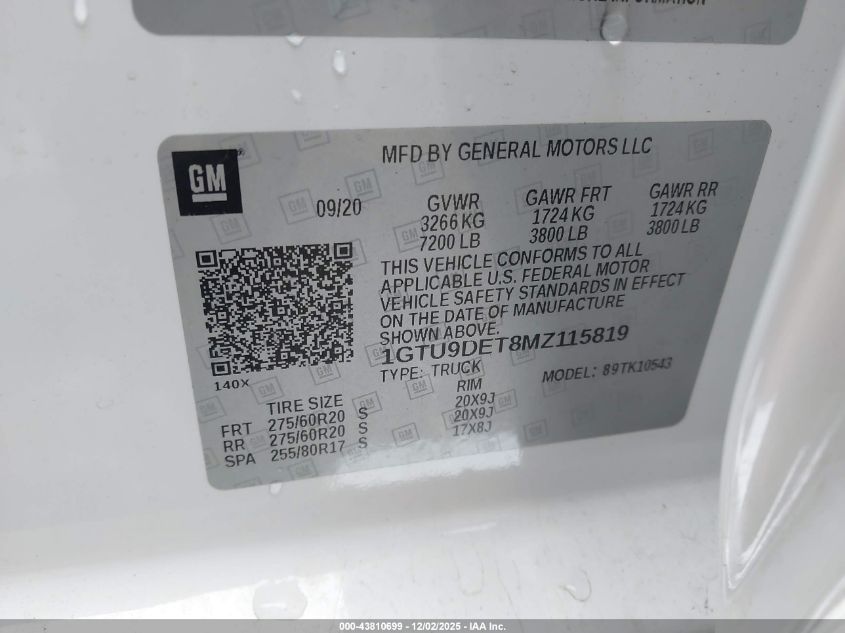 INFORMATION
GM
MFD BY GENERAL MOTORS LLC
09/20
GVWR GAWR FRT GAWR RR
3266 KG 1724 KG 1724 KG
7200 LB 3800 LB 3800 LB
THIS VEHICLE CONFORMS TO ALL
APPLICABLE U.S. FEDERAL MOTOR
VEHICLE SAFETY STANDARDS IN EFFECT
ON THE DATE OF MANUFACTURE
SHOWN ABOVE.
1GTU9DET8MZ115819
140X
TYPE: TRUCK MODEL: 89TK10543
TIRE SIZE RIM
FRT 275/60R20 S 20X9J
RR 275/60R20 S 20X9J
SPA 255/80R17 S 17X8J
000-43810699 - 12/02/2025 - IAA Inc.